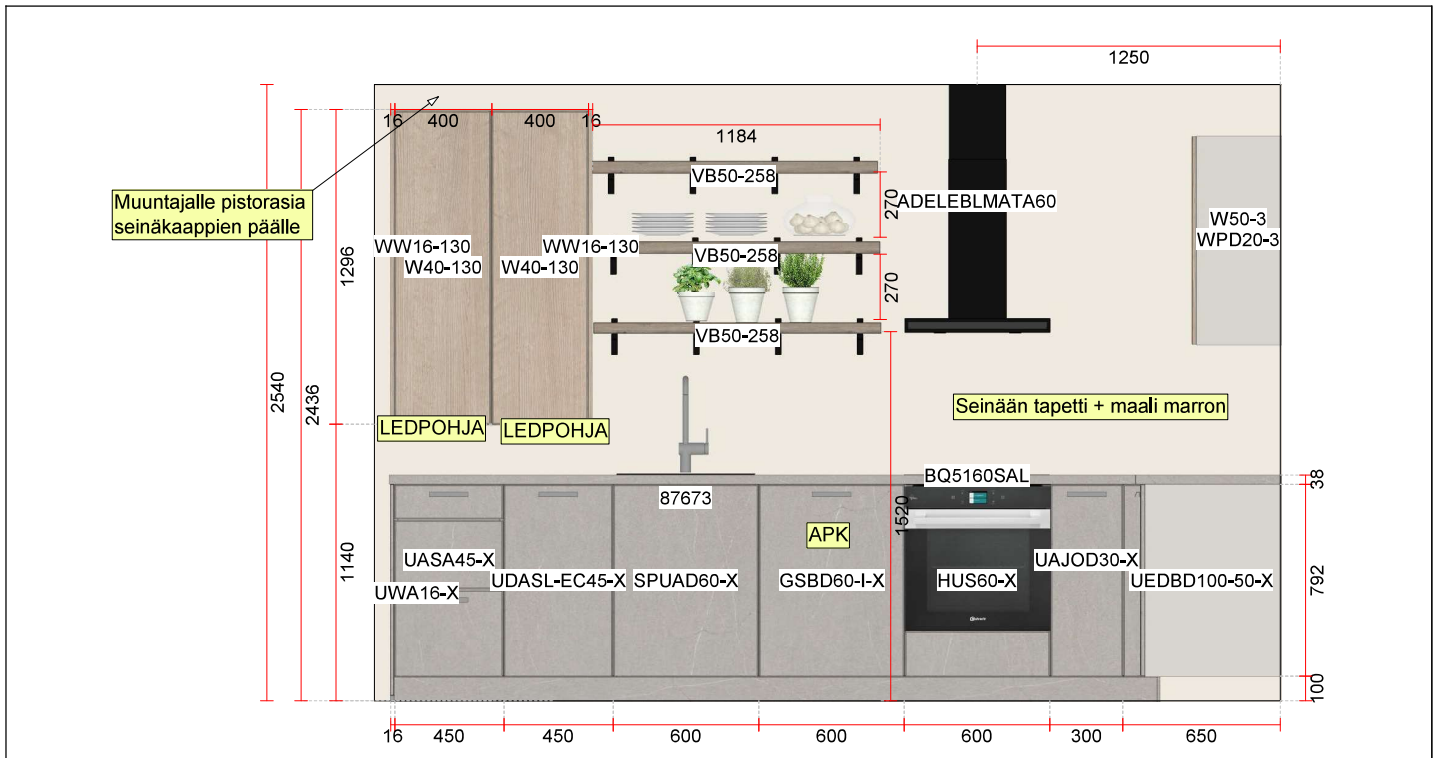 1250
16
400
400
16
1184
VB50-258
Muuntajalle pistorasia
seinäkaappien päälle
270
ADELEBLMATA60
W50-3
WPD20-3
WW16-130
WW16-130
VB50-258
W40-130
W40-130
1296
270
VB50-258
2540
2436
LEDPOHJA
LEDPOHJA
Seinään tapetti + maali marron
BQ5160SAL
38
87673
1520
APK
1140
UASA45-X
UAJOD30-X
UWA16-X
UDASL-EC45-X
SPUAD60-X
GSBD60-I-X
HUS60-X
UEDBD100-50-X
792
100
16
450
450
600
600
600
300
650